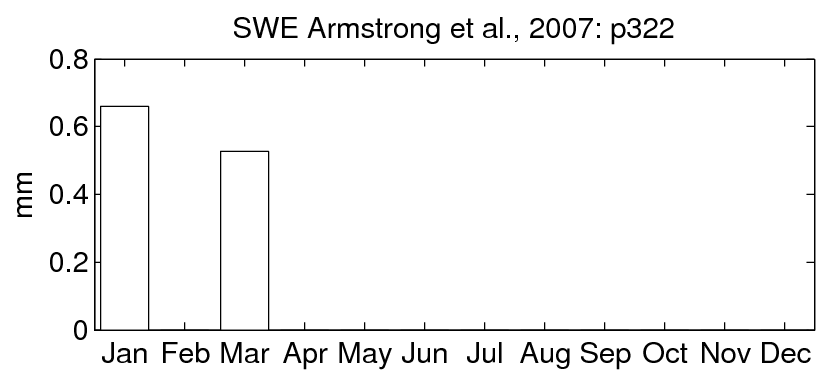 SWE Armstrong et al., 2007: p322
0.8
0.6
0.4
0.2
0
mm
Jan Feb Mar Apr May Jun Jul Aug Sep Oct Nov Dec